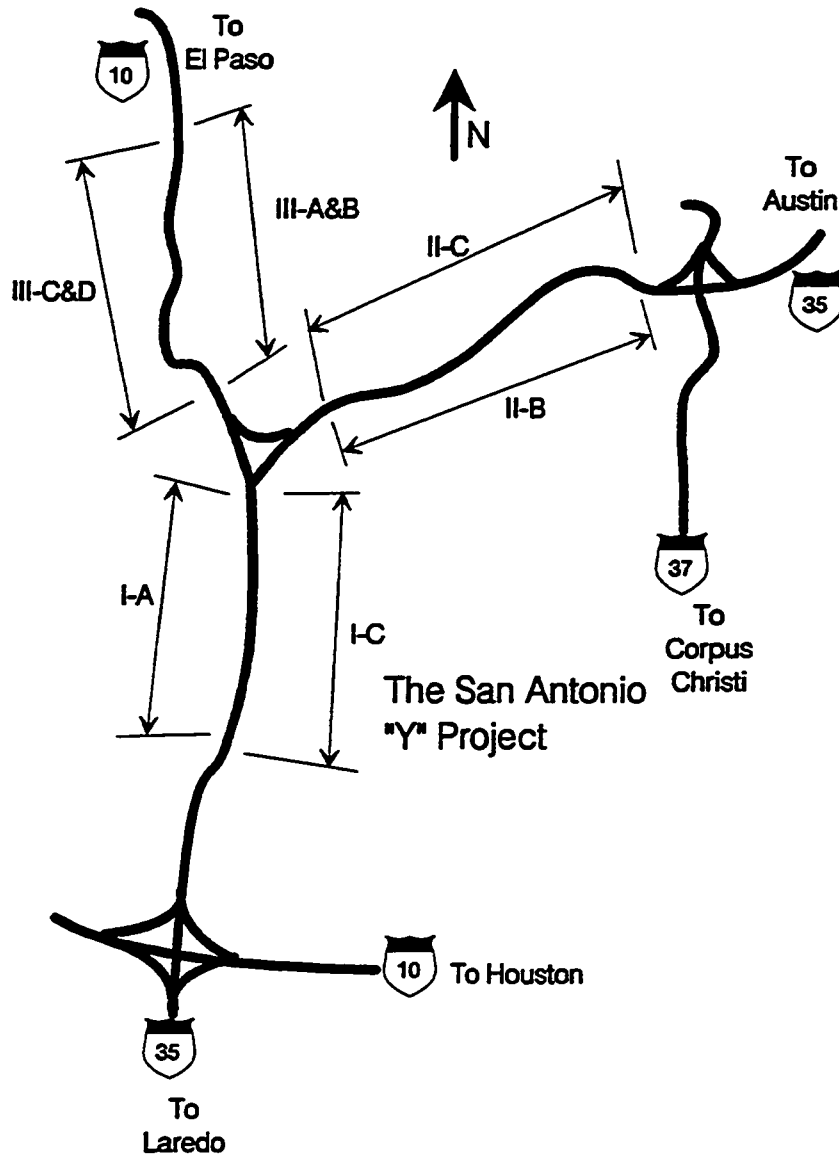 To
El Paso
10
N
To
Austin
III-A&B
II-C
III-C&D
35
II-B
37
I-A
I-C
To
Corpus
Christi
The San Antonio
"Y" Project
10
To Houston
35
To
Laredo